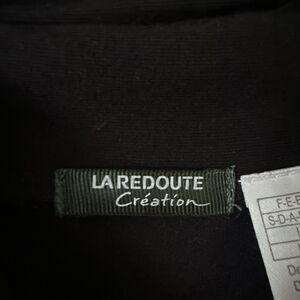 LA REDOUTE
Création
F-E-
S-D-A-